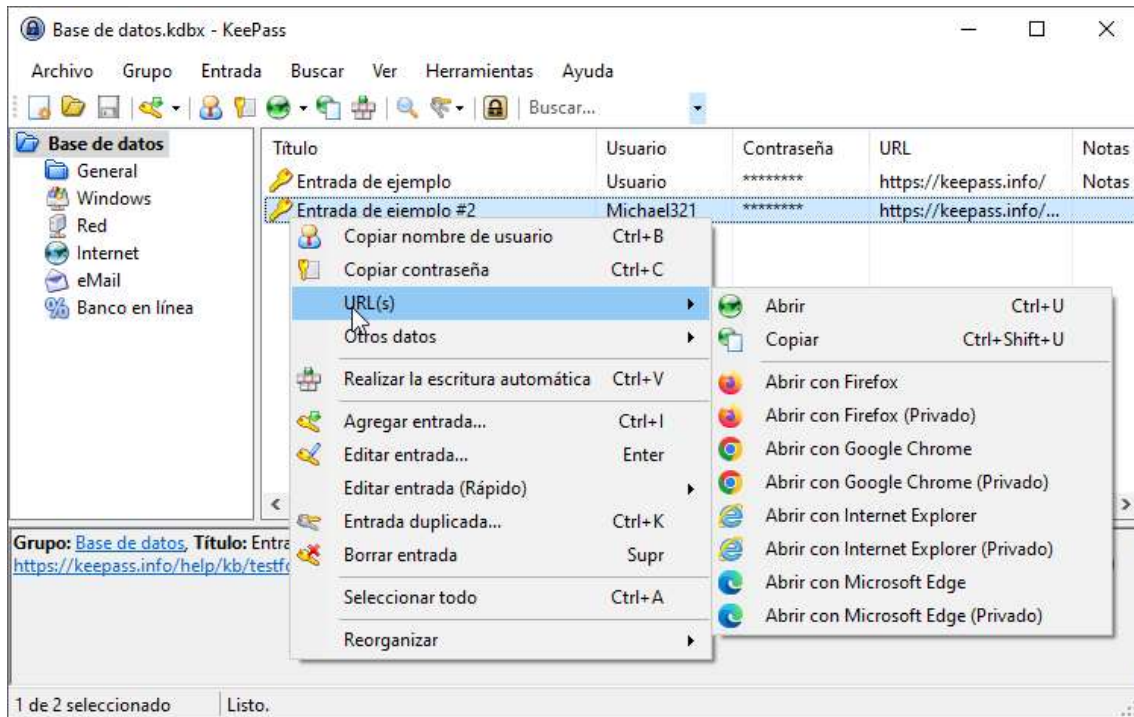 Base de datos.kdbx - KeePass
Archivo Grupo Entrada Buscar Ver Herramientas Ayuda
Buscar...
Base de datos
General
Windows
Red
Internet
eMail
Banco en línea
Título Usuario Contraseña URL Notas
Entrada de ejemplo Usuario ******** https://keepass.info/ Notas
Entrada de ejemplo #2 Michael321 ******** https://keepass.info/...
Copiar nombre de usuario Ctrl+B
Copiar contraseña Ctrl+C
URL(s)
Otros datos
Realizar la escritura automática Ctrl+V
Agregar entrada... Ctrl+I
Editar entrada... Enter
Editar entrada (Rápido)
Entrada duplicada... Ctrl+K
Borrar entrada Supr
Seleccionar todo Ctrl+A
Reorganizar
Abrir Ctrl+U
Copiar Ctrl+Shift+U
Abrir con Firefox
Abrir con Firefox (Privado)
Abrir con Google Chrome
Abrir con Google Chrome (Privado)
Abrir con Internet Explorer
Abrir con Internet Explorer (Privado)
Abrir con Microsoft Edge
Abrir con Microsoft Edge (Privado)
Grupo: Base de datos, Título: Entra
https://keepass.info/help/kb/testfo
1 de 2 seleccionado Listo.